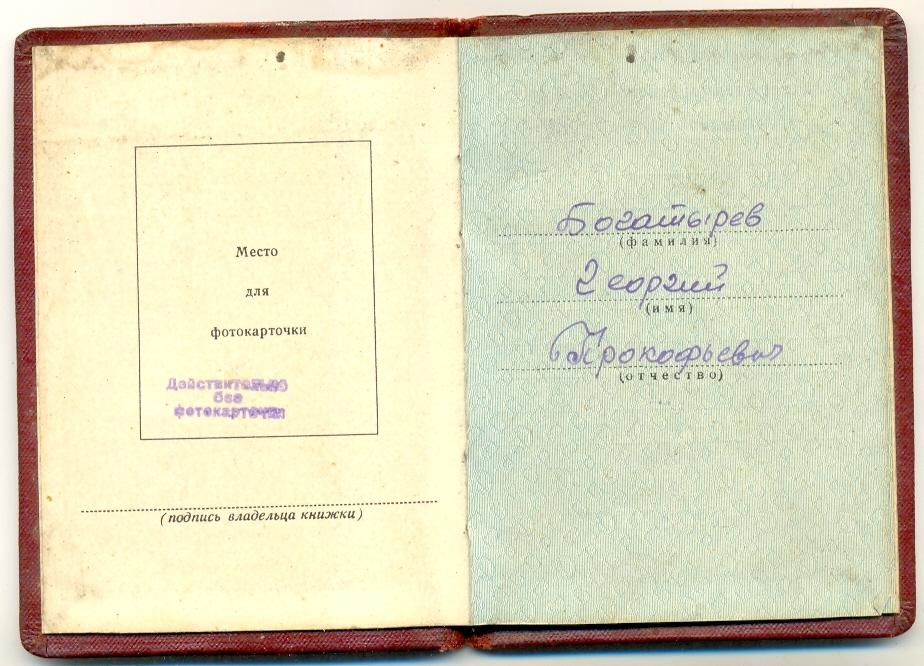 Место
для
фотокарточки
Действительно
без
фотокарточки
(подпись владельца книжки)
Богатырев
(фамилия)
Георгий
(имя)
Прокофьевич
(отчество)